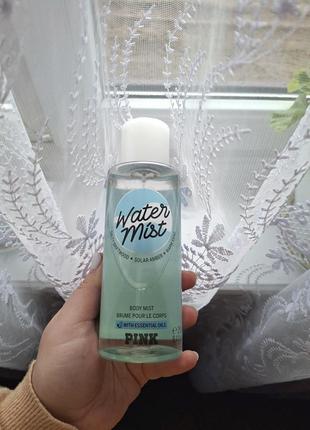 Water
Mist
• SOLAR AMBER •
BODY MIST
BRUME POUR LE CORPS
WITH ESSENTIAL OILS
PINK